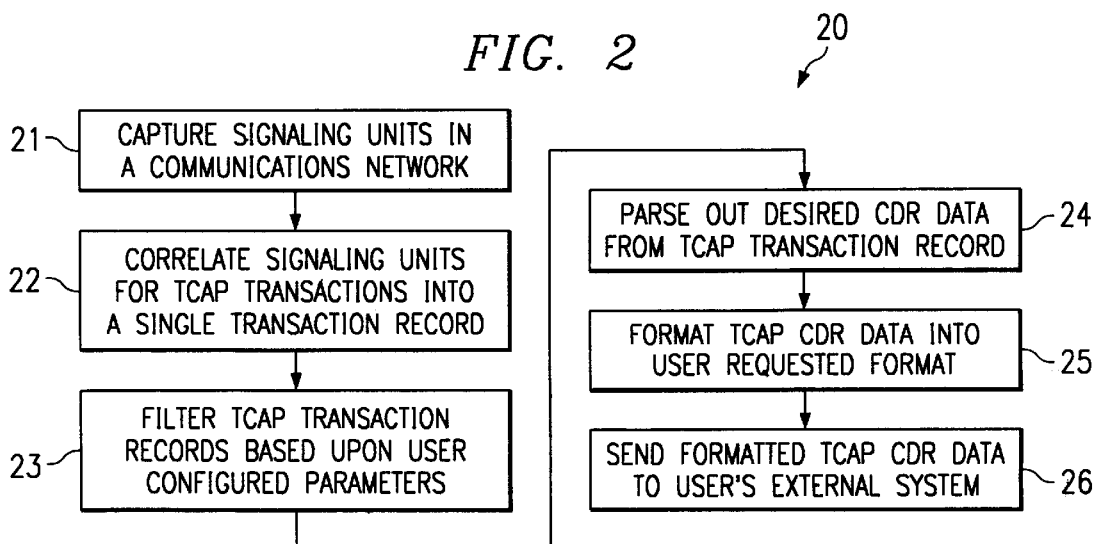 FIG. 2
20
21
CAPTURE SIGNALING UNITS IN
A COMMUNICATIONS NETWORK
22
CORRELATE SIGNALING UNITS
FOR TCAP TRANSACTIONS INTO
A SINGLE TRANSACTION RECORD
23
FILTER TCAP TRANSACTION
RECORDS BASED UPON USER
CONFIGURED PARAMETERS
PARSE OUT DESIRED CDR DATA
FROM TCAP TRANSACTION RECORD
24
FORMAT TCAP CDR DATA INTO
USER REQUESTED FORMAT
25
SEND FORMATTED TCAP CDR DATA
TO USER'S EXTERNAL SYSTEM
26